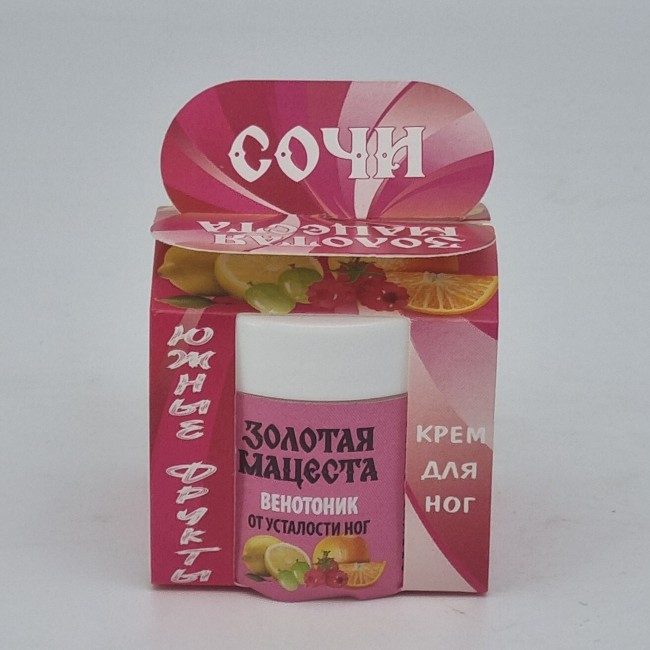 СОЧИ
ЗОЛОТАЯ
МАЦЕСТА
ЮЖНЫЕ ФРУКТЫ
ЗОЛОТАЯ
МАЦЕСТА
ВЕНОТОНИК
ОТ УСТАЛОСТИ НОГ
КРЕМ
ДЛЯ
НОГ